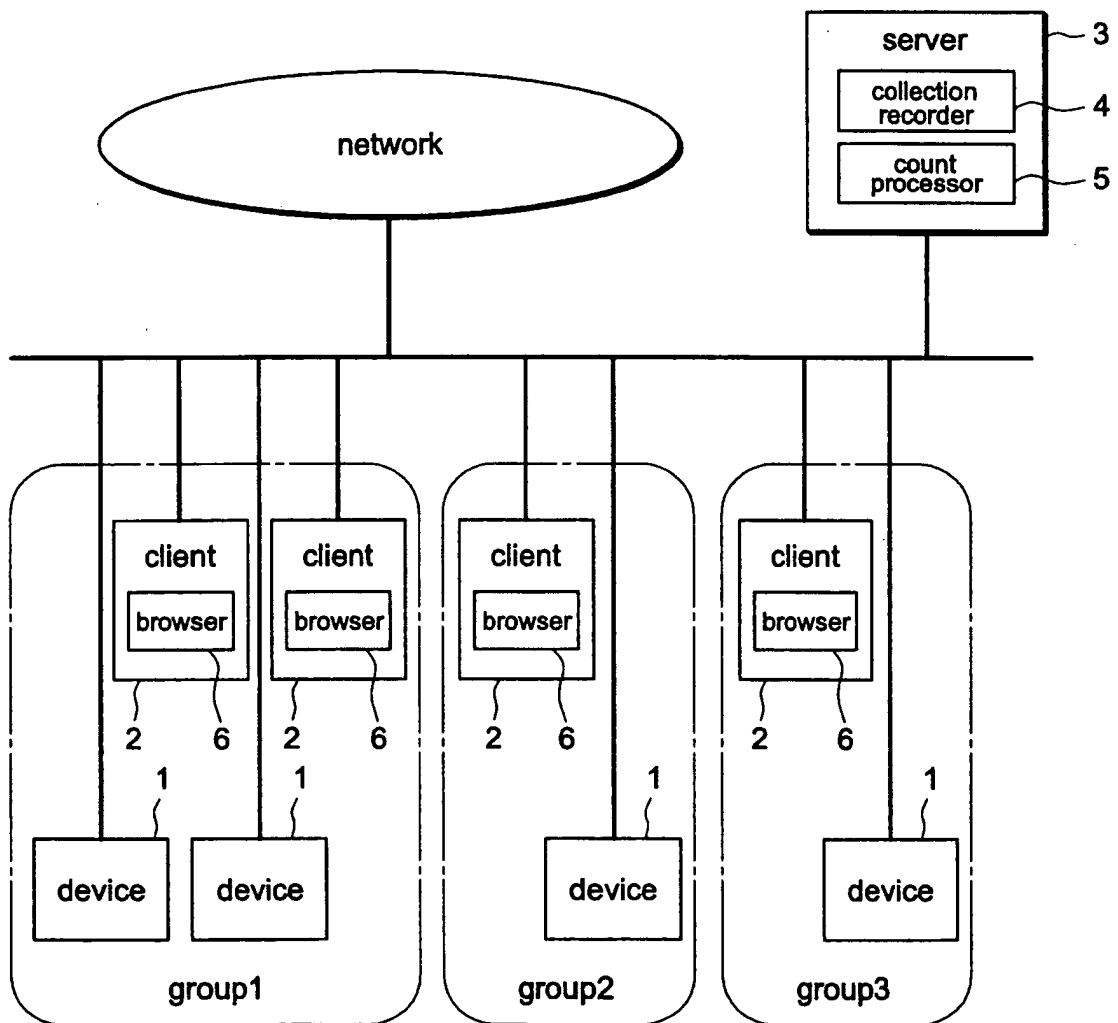 server
3
collection
recorder
4
network
count
processor
5
client
client
client
client
browser
browser
browser
browser
2
6
2
6
2
6
2
6
1
1
1
1
device
device
device
device
group1
group2
group3